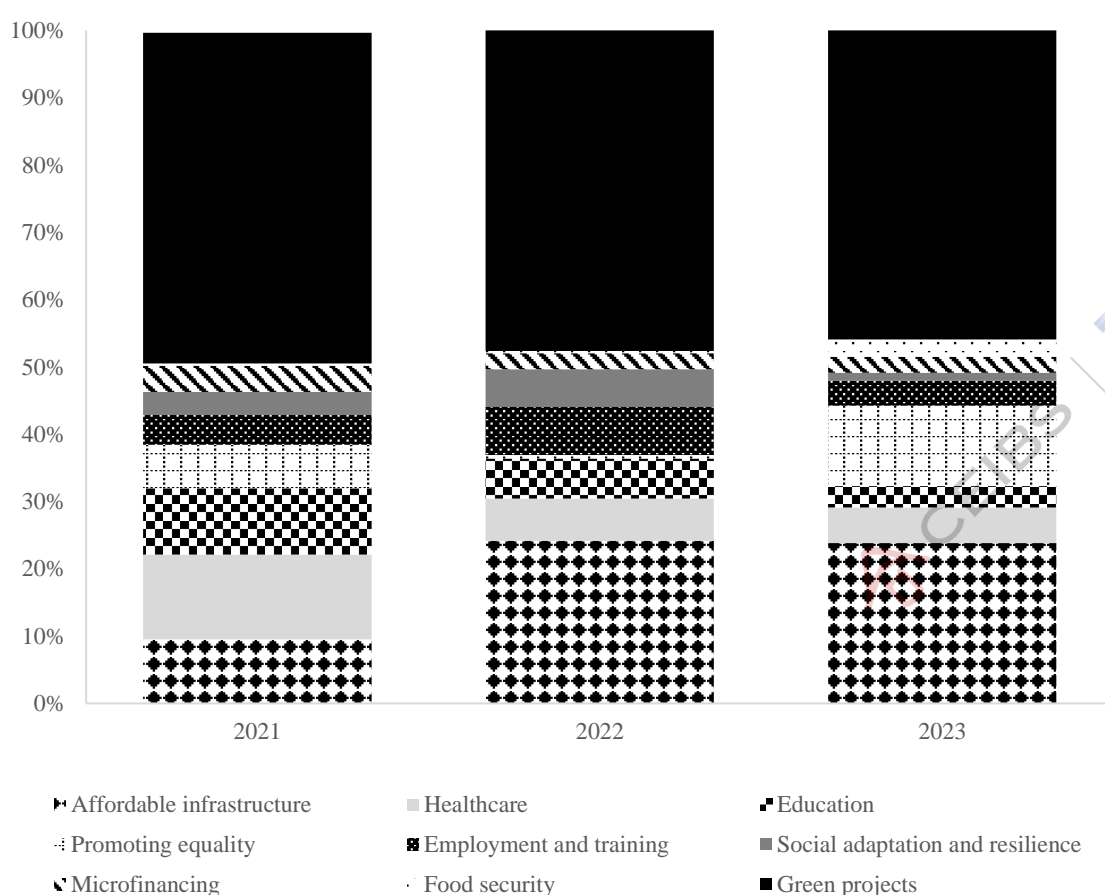 100%
90%
80%
70%
60%
50%
40%
30%
20%
10%
0%
2021 2022 2023
Affordable infrastructure Healthcare Education
Promoting equality Employment and training Social adaptation and resilience
Microfinancing Food security Green projects
CEIBS